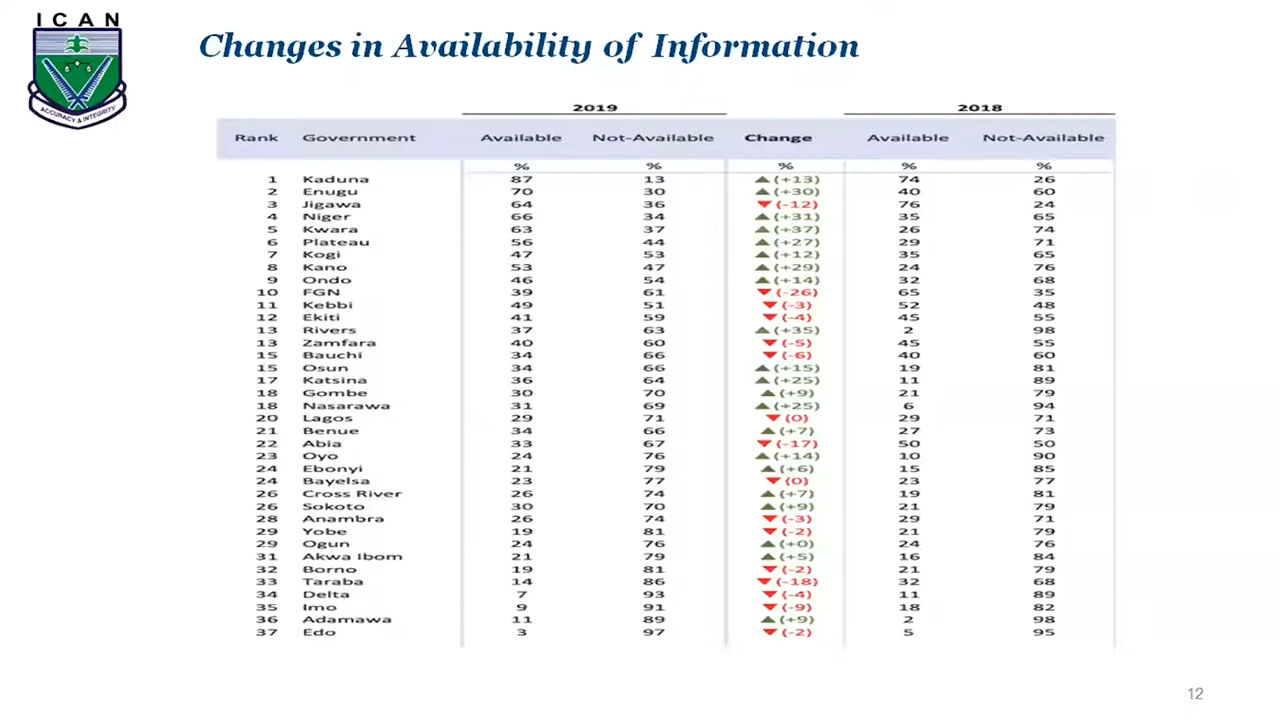 ICAN
ACCURACY & INTEGRITY
Changes in Availability of Information
2019 2018
Rank Government Available Not-Available Change Available Not-Available
% % % % %
1 Kaduna 87 13 ▲(+13) 74 26
2 Enugu 70 30 ▲(+30) 40 60
3 Jigawa 64 36 ▼(-12) 76 24
4 Niger 66 34 ▲(+31) 35 65
5 Kwara 63 37 ▲(+37) 26 74
6 Plateau 56 44 ▲(+27) 29 71
7 Kogi 47 53 ▲(+12) 35 65
8 Kano 53 47 ▲(+29) 24 76
9 Ondo 46 54 ▲(+14) 32 68
10 FGN 39 61 ▼(-26) 65 35
11 Kebbi 49 51 ▼(-3) 52 48
12 Ekiti 41 59 ▼(-4) 45 55
13 Rivers 37 63 ▲(+35) 2 98
13 Zamfara 40 60 ▼(-5) 45 55
15 Bauchi 34 66 ▼(-6) 40 60
15 Osun 34 66 ▲(+15) 19 81
17 Katsina 36 64 ▲(+25) 11 89
18 Gombe 30 70 ▲(+9) 21 79
18 Nasarawa 31 69 ▲(+25) 6 94
20 Lagos 29 71 ▼(0) 29 71
21 Benue 34 66 ▲(+7) 27 73
22 Abia 33 67 ▼(-17) 50 50
23 Oyo 24 76 ▲(+14) 10 90
24 Ebonyi 21 79 ▲(+6) 15 85
24 Bayelsa 23 77 ▼(0) 23 77
26 Cross River 26 74 ▲(+7) 19 81
26 Sokoto 30 70 ▲(+9) 21 79
28 Anambra 26 74 ▼(-3) 29 71
29 Yobe 19 81 ▼(-2) 21 79
29 Ogun 24 76 ▲(+0) 24 76
31 Akwa Ibom 21 79 ▲(+5) 16 84
32 Borno 19 81 ▼(-2) 21 79
33 Taraba 14 86 ▼(-18) 32 68
34 Delta 7 93 ▼(-4) 11 89
35 Imo 9 91 ▼(-9) 18 82
36 Adamawa 11 89 ▲(+9) 2 98
37 Edo 3 97 ▼(-2) 5 95
12